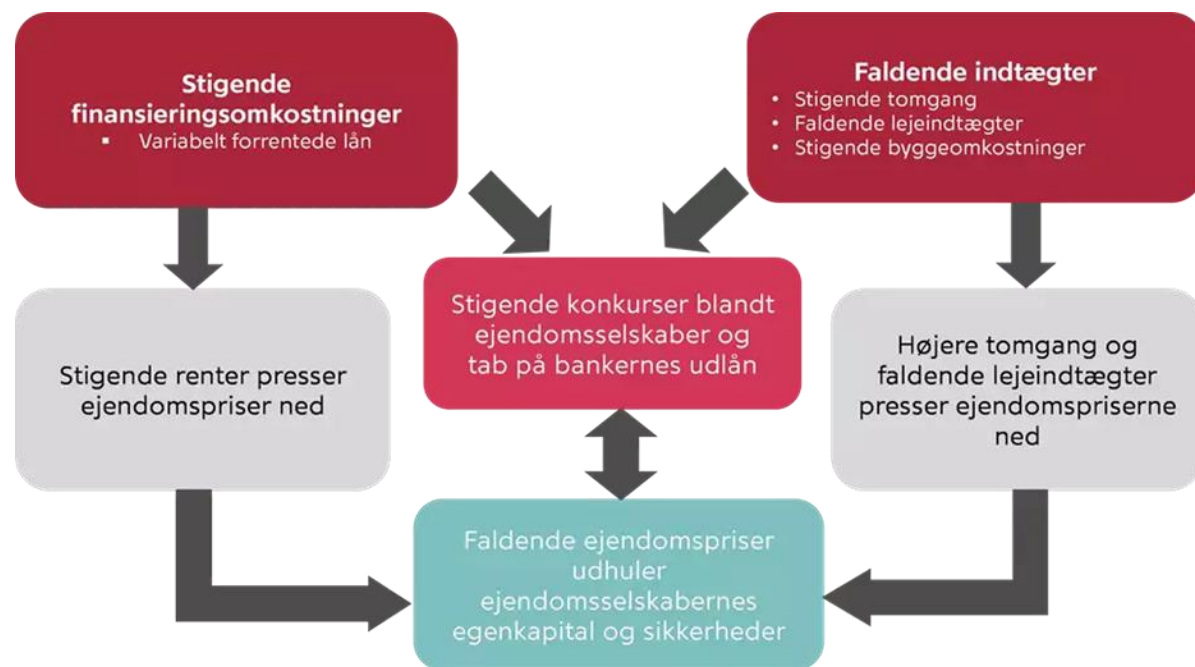 Stigende
finansieringsomkostninger
▪ Variabelt forrentede lån
Faldende indtægter
• Stigende tomgang
• Faldende lejeindtægter
• Stigende byggeomkostninger
Stigende konkurser blandt
ejendomsselskaber og
tab på bankernes udlån
Stigende renter presser
ejendomspriser ned
Højere tomgang og
faldende lejeindtægter
presser ejendomspriserne
ned
Faldende ejendomspriser
udhuler
ejendomsselskabernes
egenkapital og sikkerheder